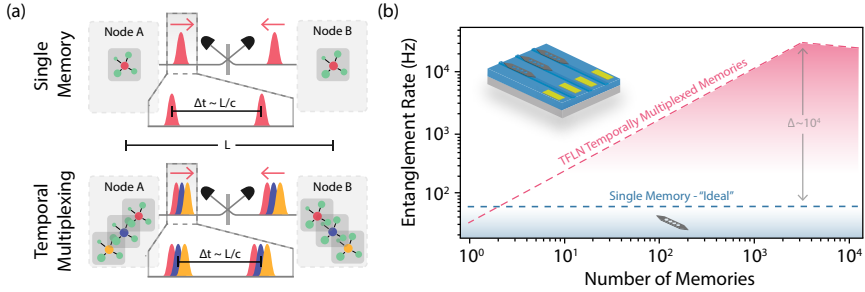 (a)
Node A
Node B
Single
Memory
Δt ~ L/c
L
Node A
Node B
Temporal
Multiplexing
Δt ~ L/c
(b)
Entanglement Rate (Hz)
10⁴
10³
10²
TFLN Temporally Multiplexed Memories
Δ~10⁴
Single Memory - "Ideal"
10⁰
10¹
10²
10³
10⁴
Number of Memories